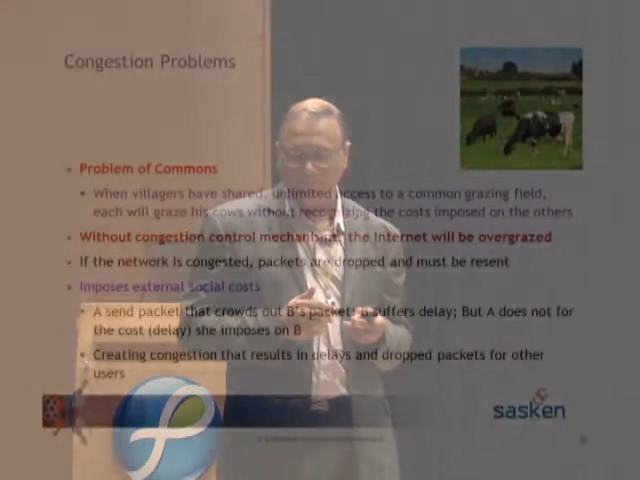 Congestion Problems
Problem of Commons
When villagers have shared, unlimited access to a common grazing field,
each will graze his cows without recognizing the costs imposed on the others
Without congestion control mechanisms, the Internet will be overgrazed
If the network is congested, packets are dropped and must be resent
Imposes external social costs
A send packet that crowds out B's packet; B suffers delay; But A does not for
the cost (delay) she imposes on B
Creating congestion that results in delays and dropped packets for other
users
sasken